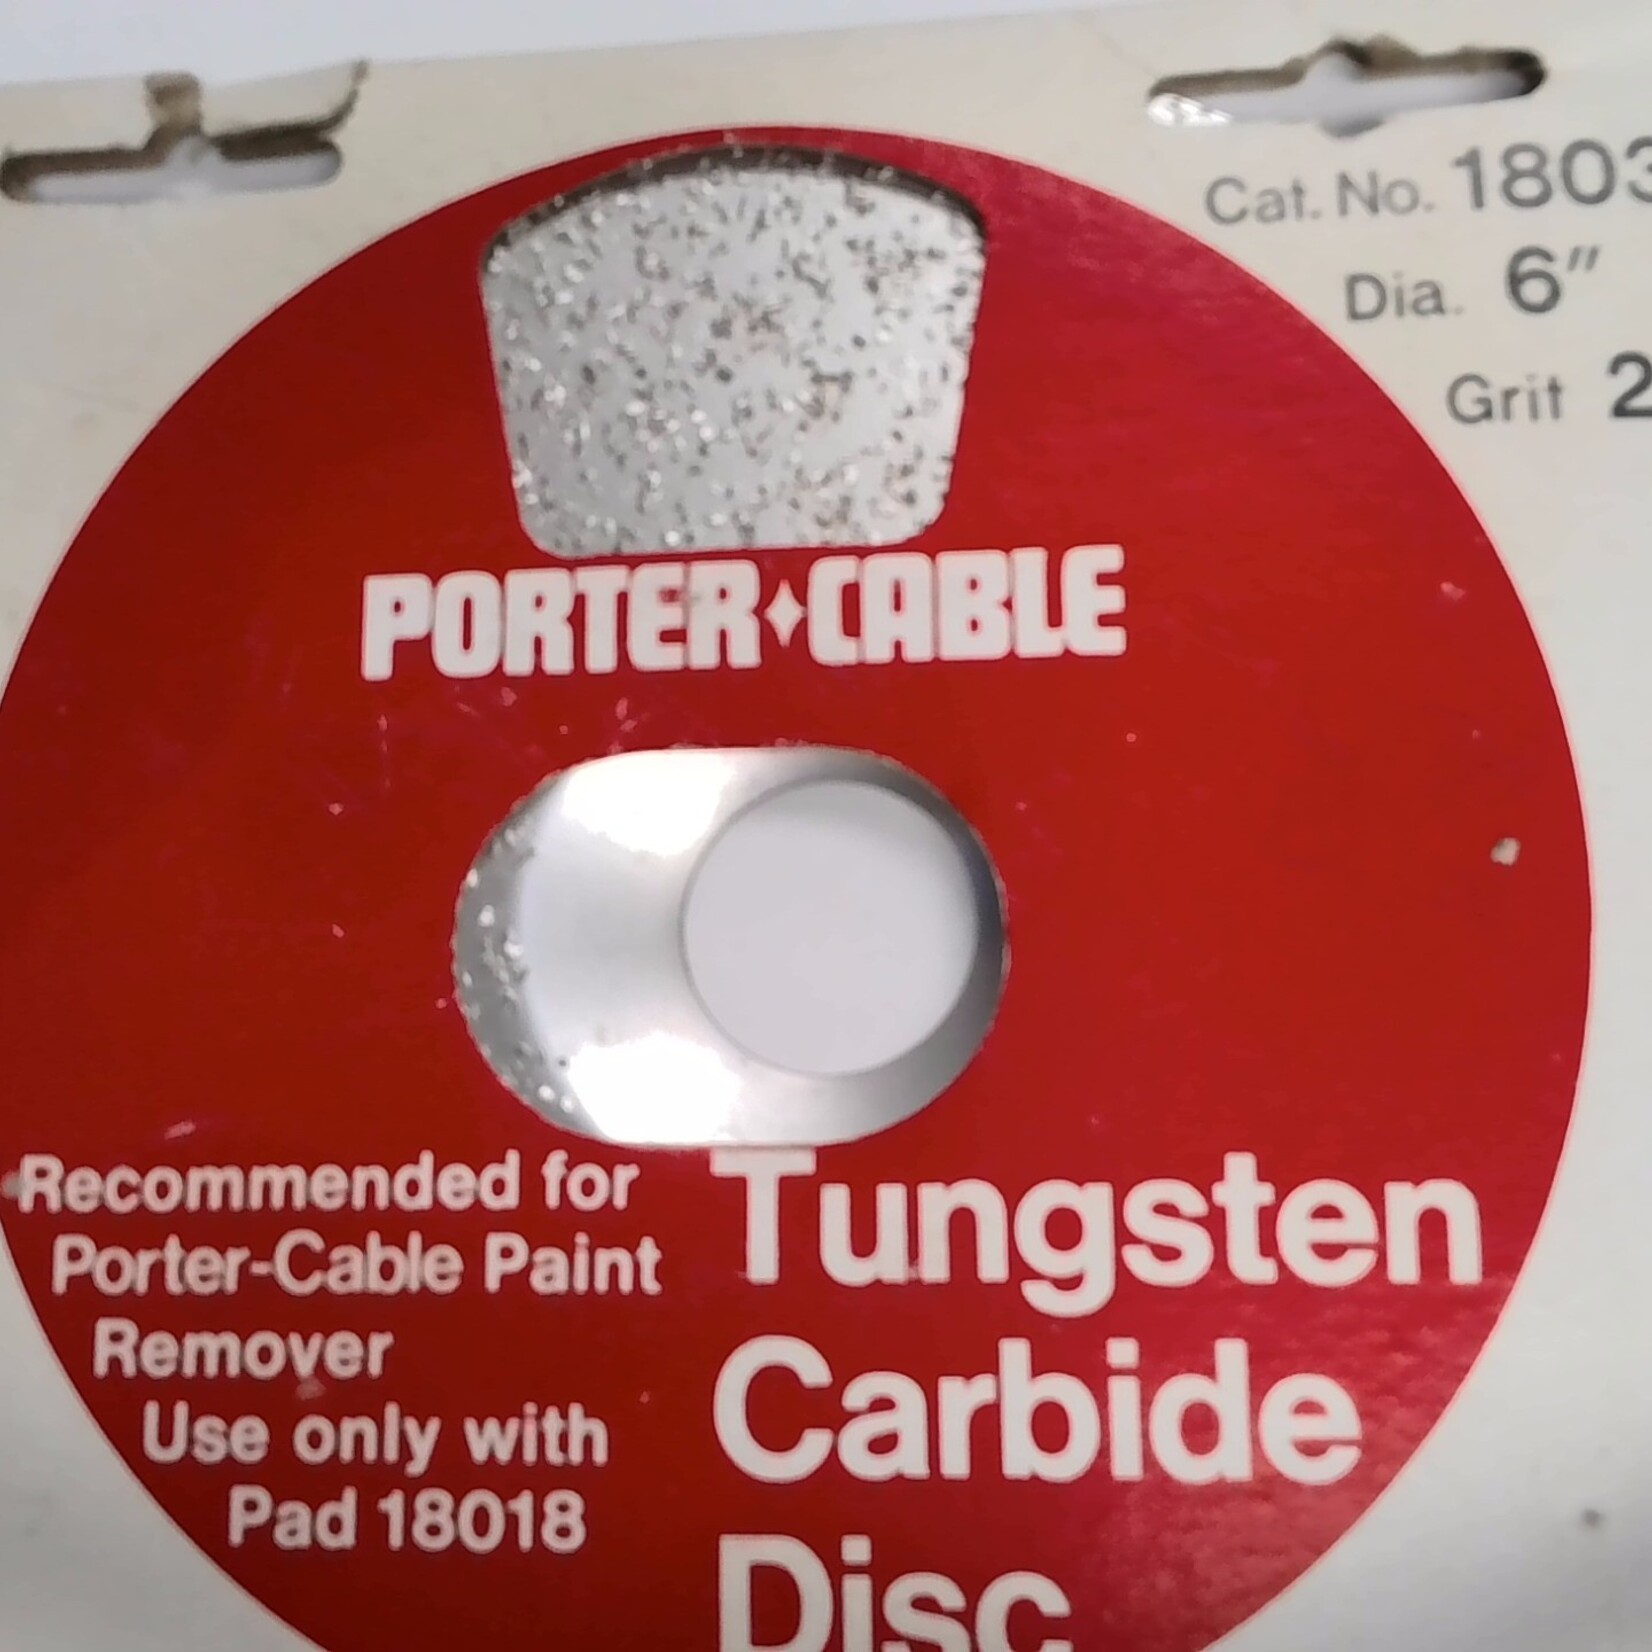 Cat. No. 1803
Dia. 6"
Grit 2
PORTER✦CABLE
Recommended for
Porter-Cable Paint
Remover
Use only with
Pad 18018
Tungsten
Carbide
Disc